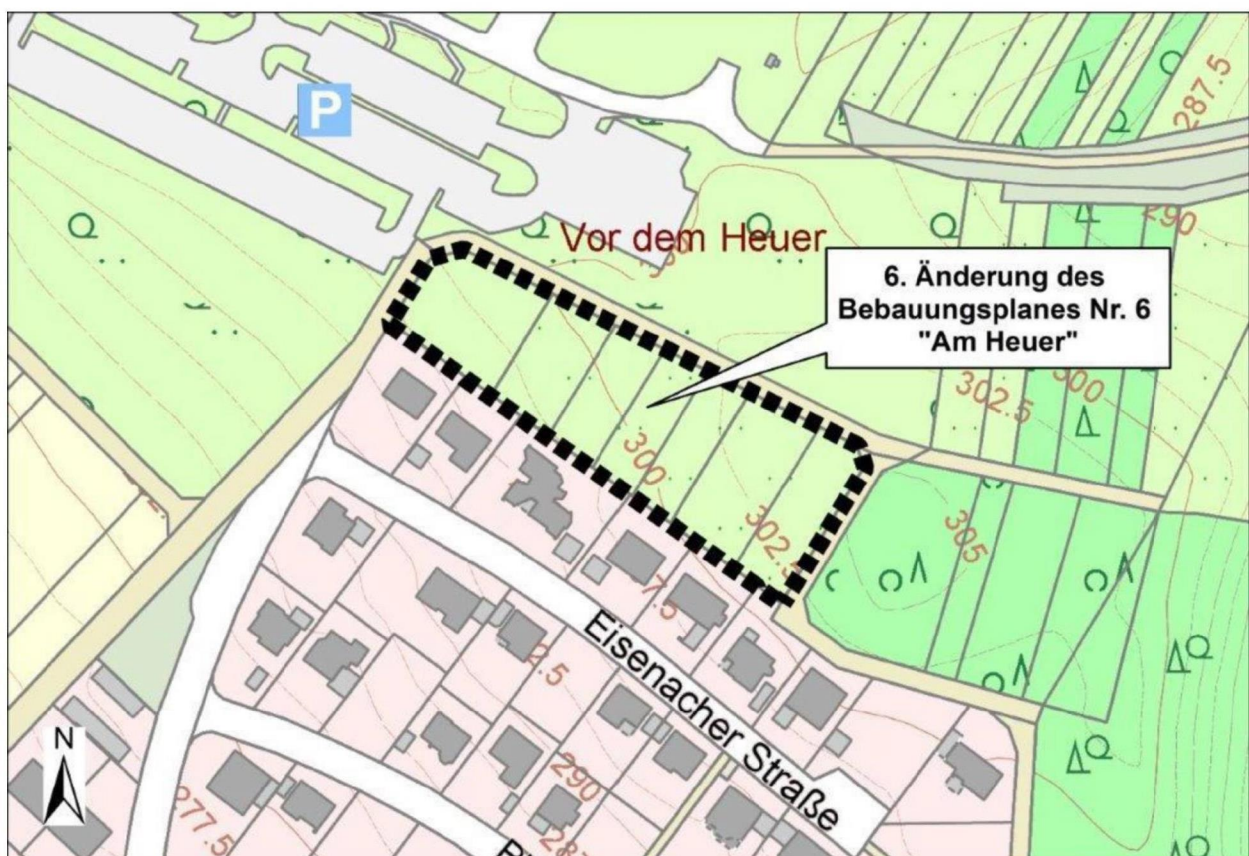 P
287.5
290
Vor dem Heuer
6. Änderung des
Bebauungsplanes Nr. 6
"Am Heuer"
300
302.5
300
305
302.5
7.5
Eisenacher Straße
2.5
290
N
277.5